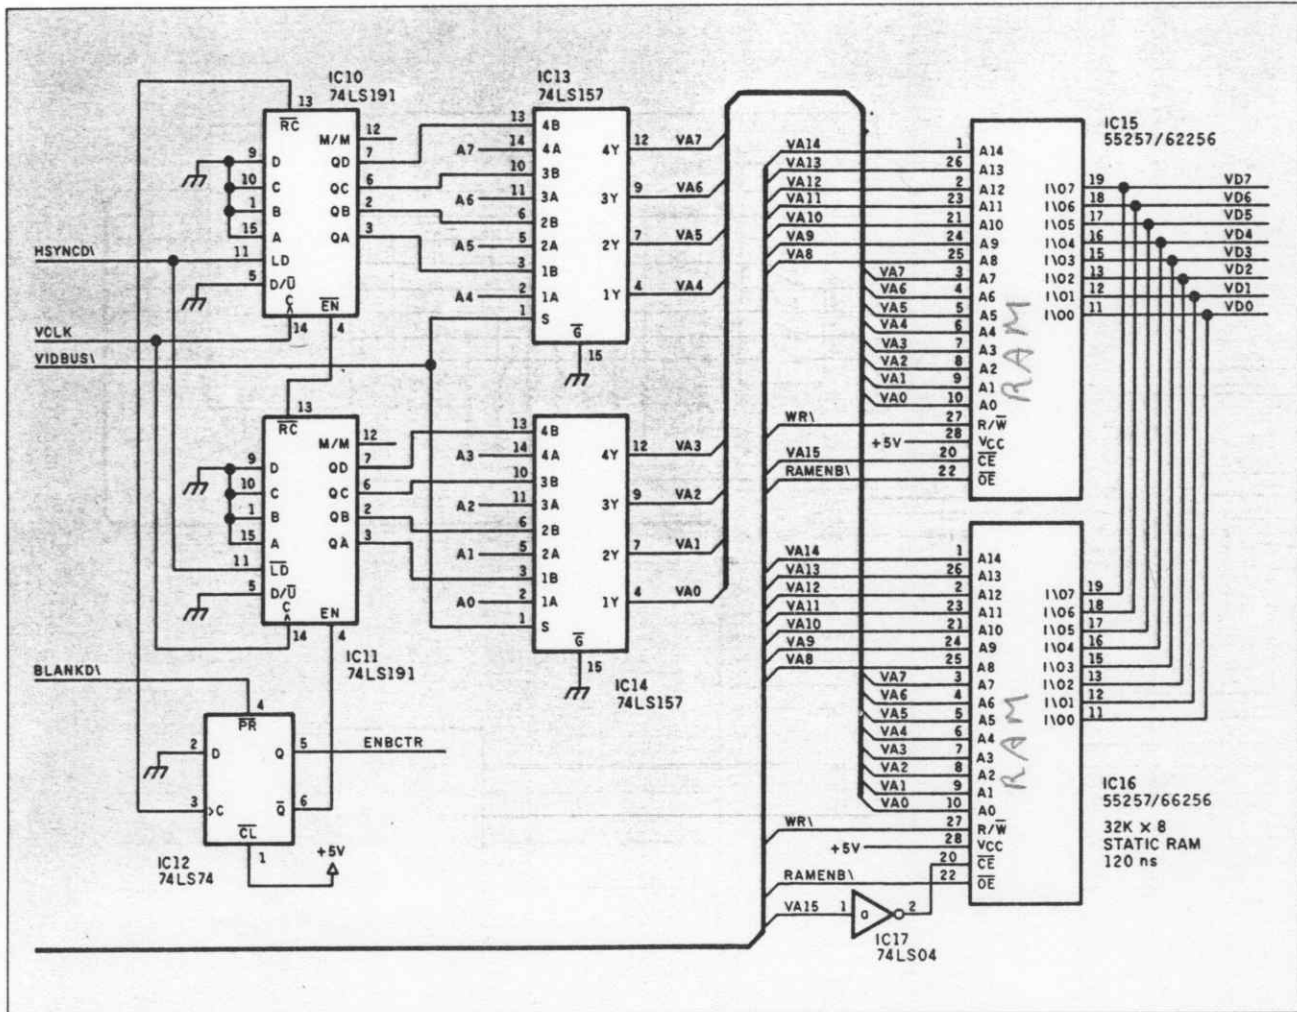 IC10
74LS191
13
RC
M/M 12
9 D QD 7
10 C QC 6
1 B QB 2
15 A QA 3
HSYNCD\
11 LD
5 D/U
C EN
14 4
VCLK
VIDBUS\
13
RC
M/M 12
9 D QD 7
10 C QC 6
1 B QB 2
15 A QA 3
11 LD
5 D/U
C EN
14 4
IC11
74LS191
BLANKD\
4
PR
2 D Q 5 ENBCTR
3 C Q 6
CL
1
+5V
IC12
74LS74
IC13
74LS157
13 4B
A7 14 4A 4Y 12 VA7
10 3B
A6 11 3A 3Y 9 VA6
6 2B
A5 5 2A 2Y 7 VA5
3 1B
A4 2 1A 1Y 4 VA4
1 S
G
15
13 4B
A3 14 4A 4Y 12 VA3
10 3B
A2 11 3A 3Y 9 VA2
6 2B
A1 5 2A 2Y 7 VA1
3 1B
A0 2 1A 1Y 4 VA0
1 S
G
15
IC14
74LS157
IC15
55257/62256
VA14 1 A14
VA13 26 A13
VA12 2 A12
VA11 23 A11
VA10 21 A10
VA9 24 A9
VA8 25 A8
VA7 3 A7
VA6 4 A6
VA5 5 A5
VA4 6 A4
VA3 7 A3
VA2 8 A2
VA1 9 A1
VA0 10 A0
WR\ 27 R/W
+5V 28 VCC
VA15 20 CE
RAMENB\ 22 OE
RAM
I\O7 19 VD7
I\O6 18 VD6
I\O5 17 VD5
I\O4 16 VD4
I\O3 15 VD3
I\O2 13 VD2
I\O1 12 VD1
I\O0 11 VD0
VA14 1 A14
VA13 26 A13
VA12 2 A12
VA11 23 A11
VA10 21 A10
VA9 24 A9
VA8 25 A8
VA7 3 A7
VA6 4 A6
VA5 5 A5
VA4 6 A4
VA3 7 A3
VA2 8 A2
VA1 9 A1
VA0 10 A0
WR\ 27 R/W
+5V 28 VCC
20 CE
RAMENB\ 22 OE
VA15 1 a 2
IC17
74LS04
RAM
I\O7 19
I\O6 18
I\O5 17
I\O4 16
I\O3 15
I\O2 13
I\O1 12
I\O0 11
IC16
55257/66256
32K x 8
STATIC RAM
120 ns